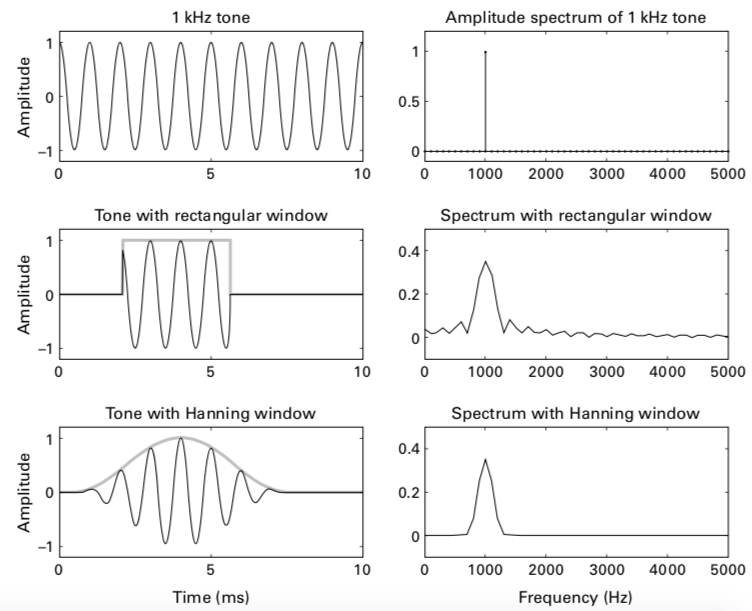 1 kHz tone
Amplitude spectrum of 1 kHz tone
Amplitude
1
0
−1
0 5 10
1
0.5
0
0 1000 2000 3000 4000 5000
Tone with rectangular window
Spectrum with rectangular window
Amplitude
1
0
−1
0 5 10
0.4
0.2
0
0 1000 2000 3000 4000 5000
Tone with Hanning window
Spectrum with Hanning window
Amplitude
1
0
−1
0 5 10
Time (ms)
0.4
0.2
0
0 1000 2000 3000 4000 5000
Frequency (Hz)